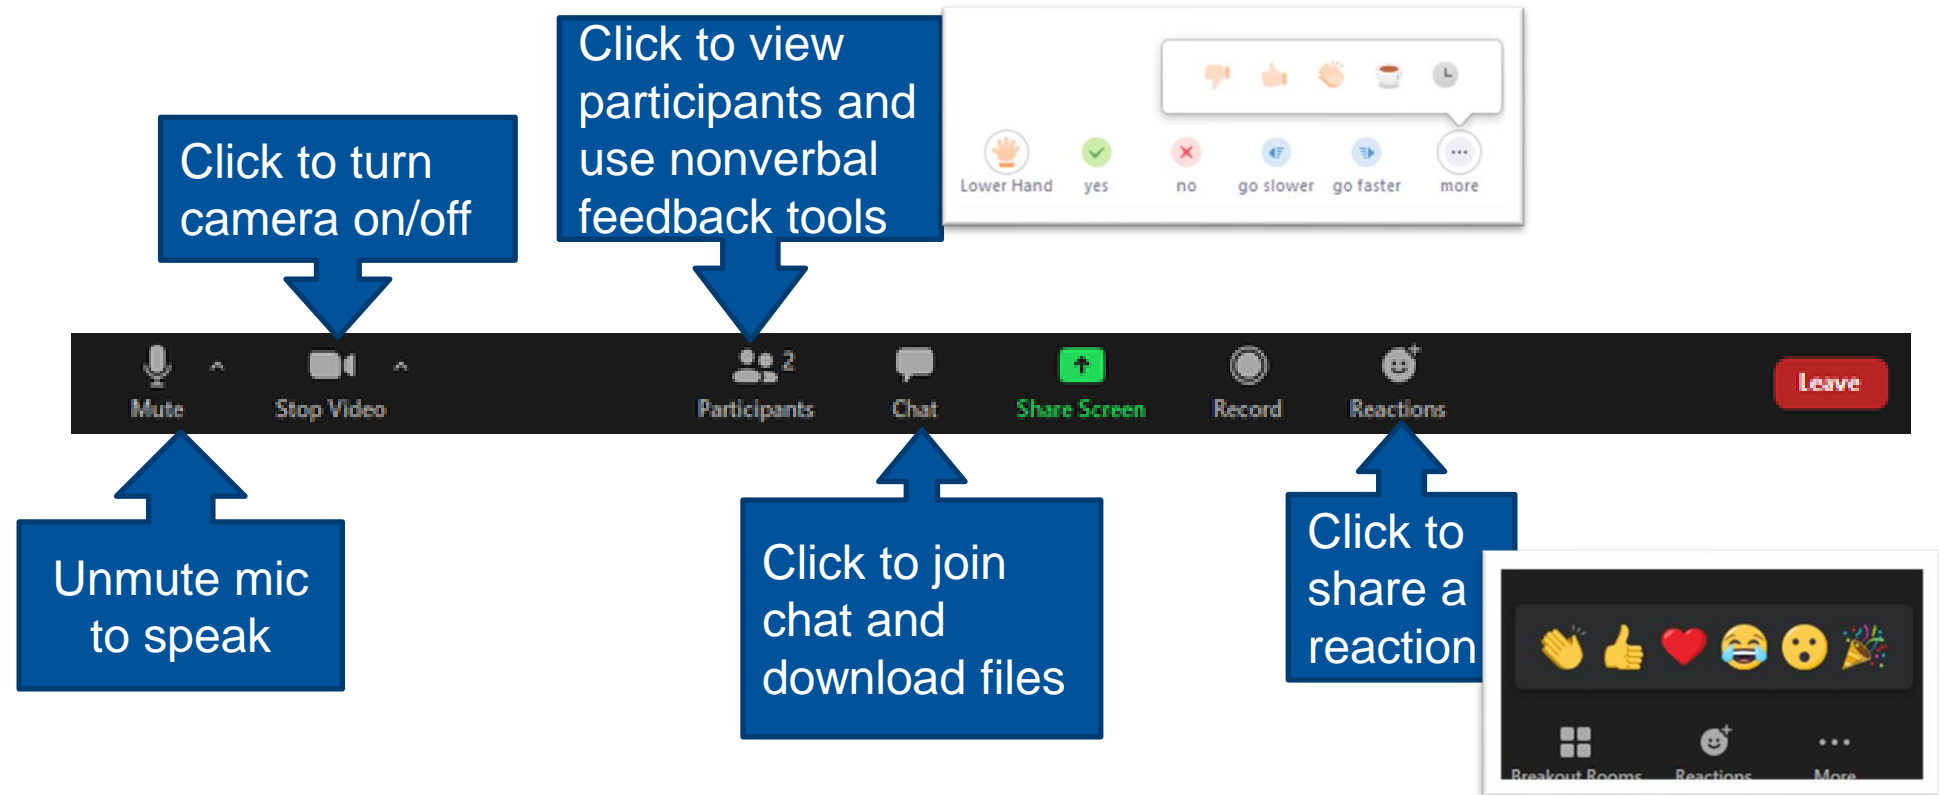 Click to view
participants and
use nonverbal
feedback tools
Lower Hand yes no go slower go faster more
Click to turn
camera on/off
2
Mute Stop Video Participants Chat Share Screen Record Reactions Leave
Unmute mic
to speak
Click to join
chat and
download files
Click to
share a
reaction
Breakout Rooms Reactions More